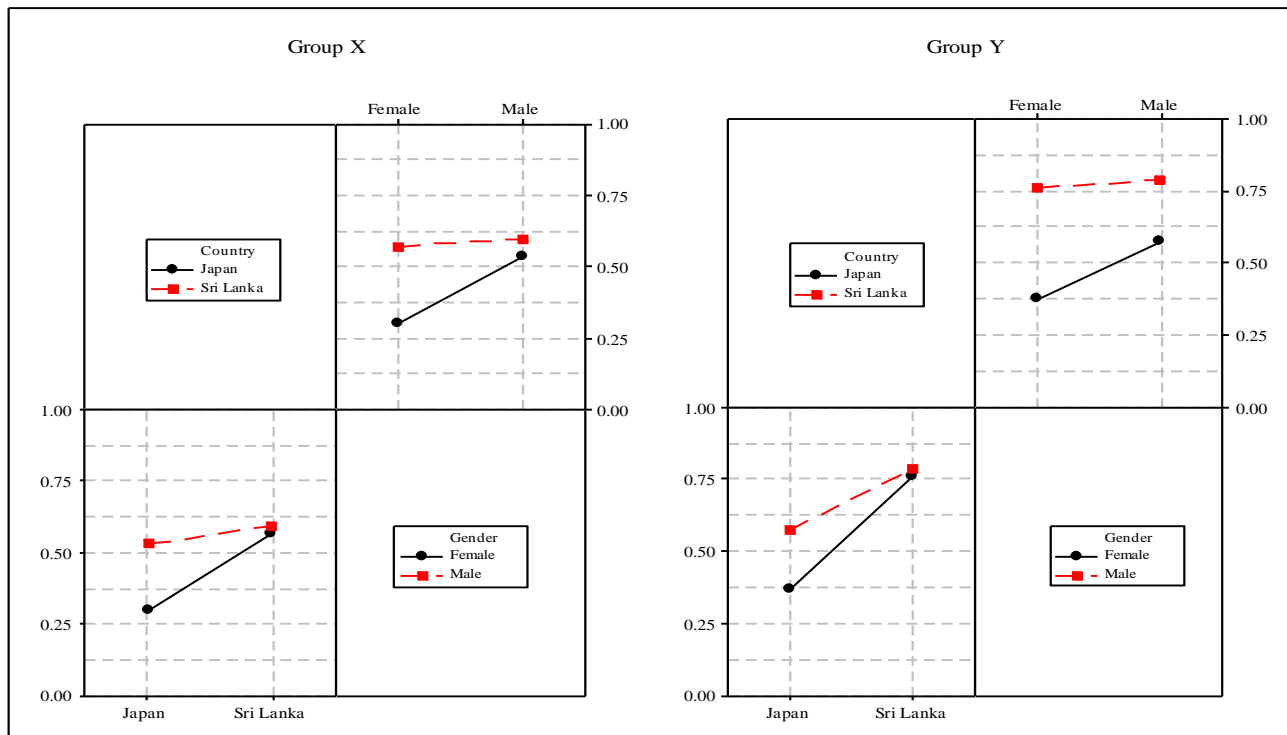 Group X
Group Y
Female Male
1.00
0.75
0.50
0.25
0.00
Country
Japan
Sri Lanka
1.00
0.75
0.50
0.25
0.00
Japan Sri Lanka
Gender
Female
Male
Female Male
1.00
0.75
0.50
0.25
0.00
Country
Japan
Sri Lanka
1.00
0.75
0.50
0.25
0.00
Japan Sri Lanka
Gender
Female
Male